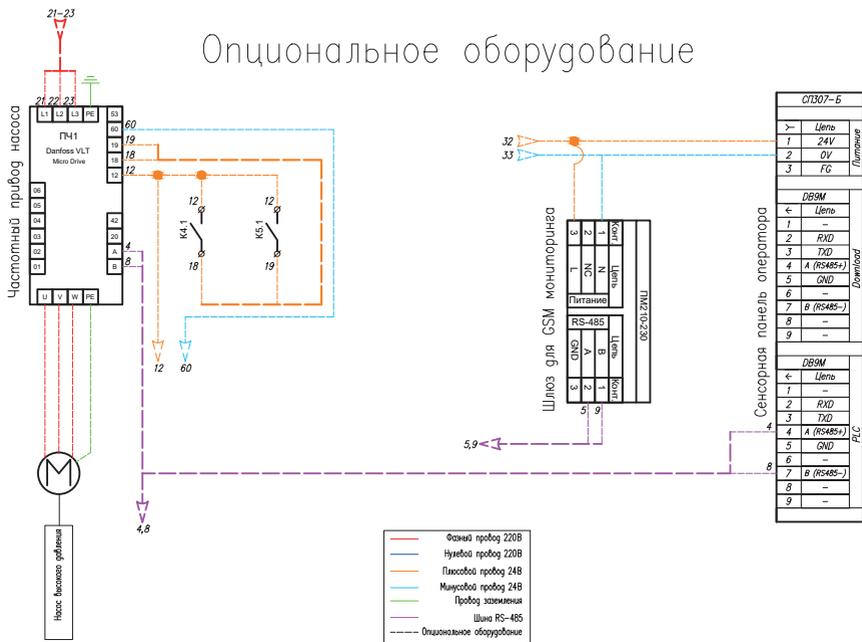 21-23
Опциональное оборудование
21 22 23
L1 L2 L3 PE
53
60
19
18
12
ПЧ1
Danfoss VLT
Micro Drive
06
05
04
03
02
01
42
20
A
B
U V W PE
Частотный привод насоса
60
19
18
12
4
8
12
К4.1
18
12
К5.1
19
12
60
М
Насос высокого давления
4,8
32
33
Шлюз для GSM мониторинга
ПМ210-230
Конт. Цепь
1 N
2 NC
3 L
Питание
RS-485
Цепь Конт.
B 1
A 2
GND 3
5 9
5,9
Сенсорная панель оператора
4
8
СП307-Б
Цепь
1 24V
2 0V
3 FG
Питание
DB9M
Цепь
1 -
2 RXD
3 TXD
4 A (RS485+)
5 GND
6 -
7 B (RS485-)
8 -
9 -
DB9M
Цепь
1 -
2 RXD
3 TXD
4 A (RS485+)
5 GND
6 -
7 B (RS485-)
8 -
9 -
PLC
Фазный провод 220В
Нулевой провод 220В
Плюсовой провод 24В
Минусовой провод 24В
Провод заземления
Шина RS-485
Опциональное оборудование